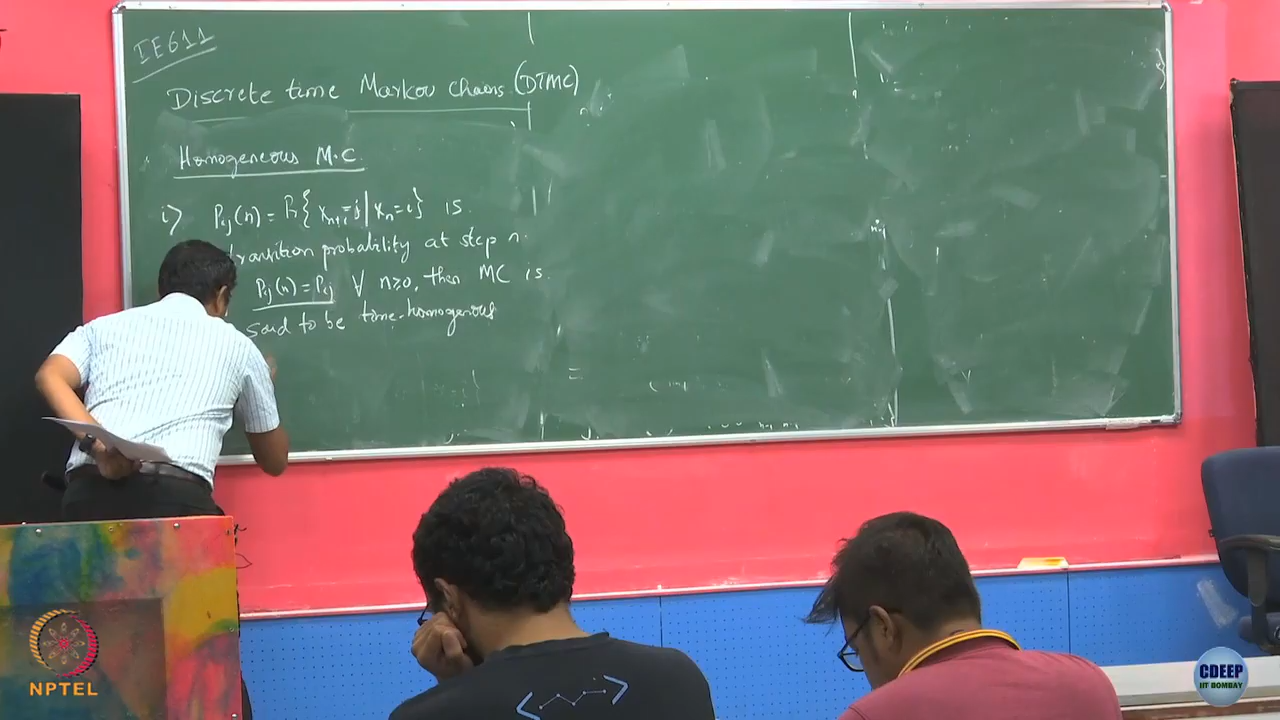 IE611
Discrete time Markov chains (DTMC)
Homogeneous M.C.
i) Pij(n) = Pr{ Xn+1=j | Xn=i } is
transition probability at step n.
Pij(n) = Pij ∀ n≥0, then MC is
said to be time-homogenous
=
NPTEL
CDEEP
IIT BOMBAY